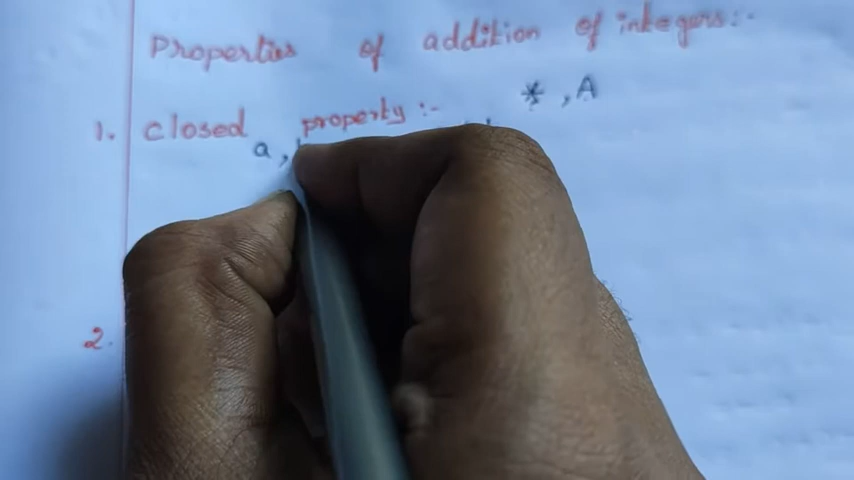 Properties of addition of integers:-
* , A
1. closed property :-
a ,
2.